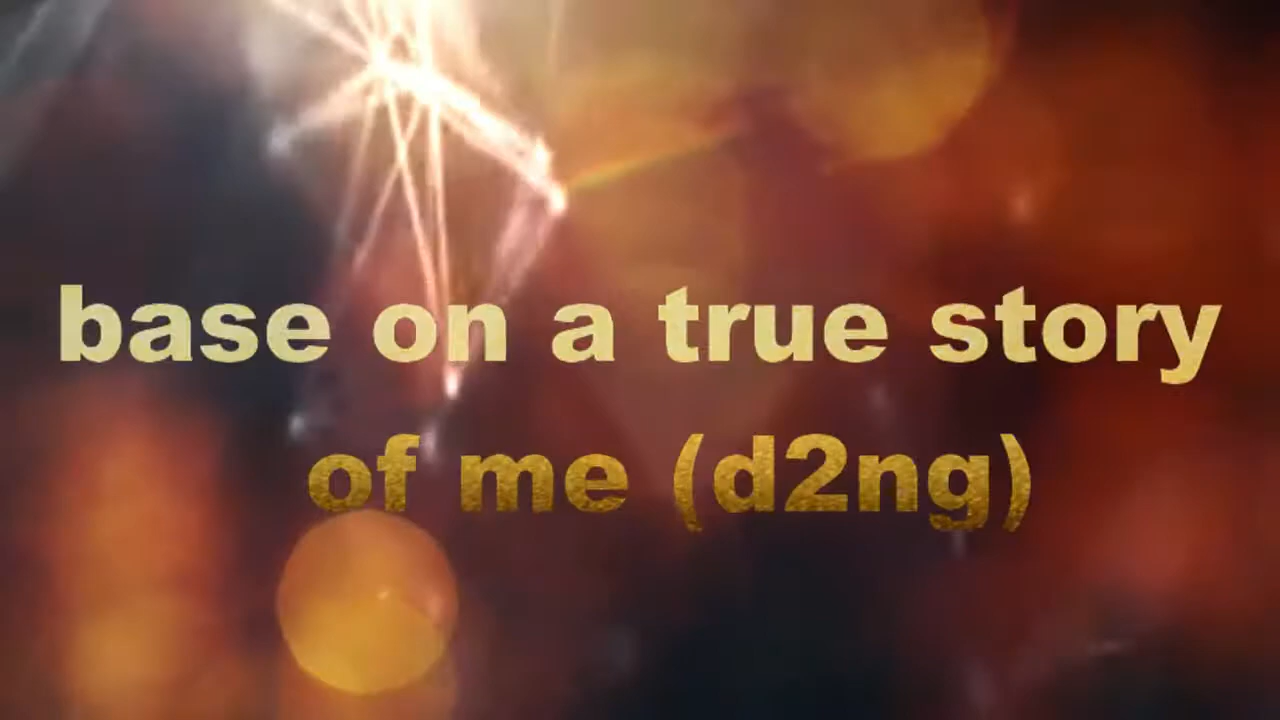 base on a true story
of me (d2ng)